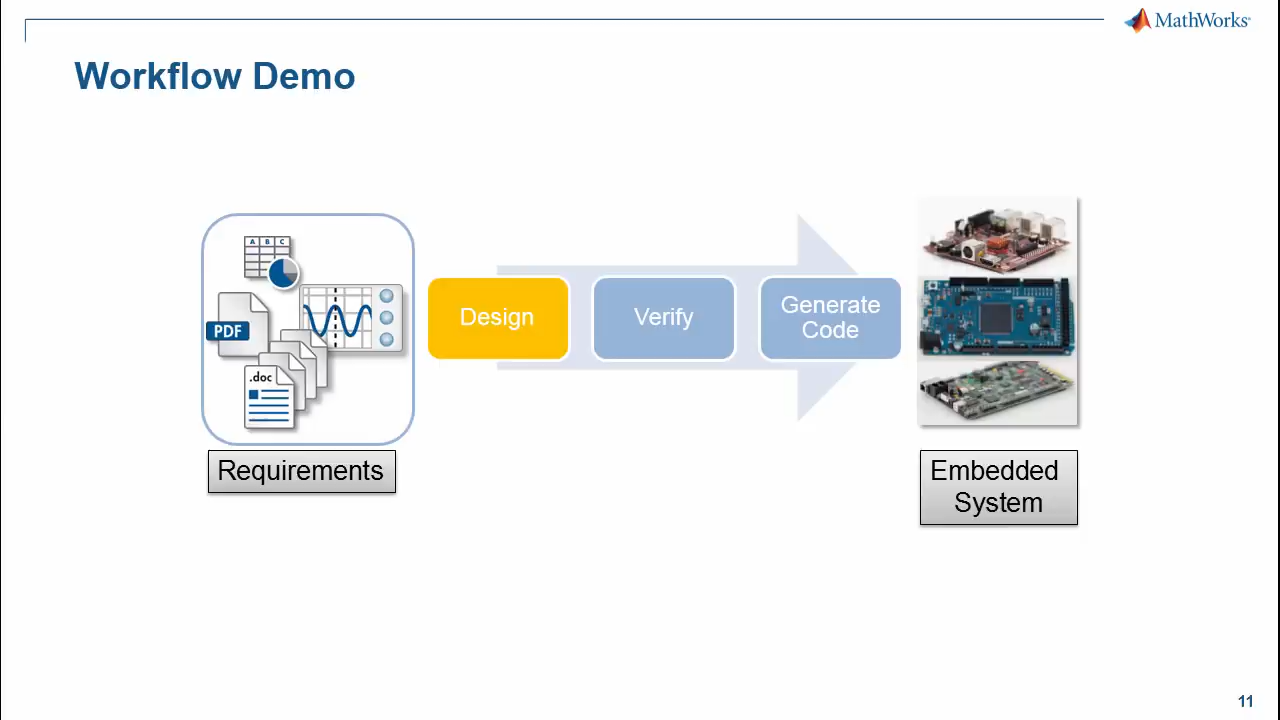 MathWorks®
Workflow Demo
A B C
PDF
.doc
Requirements
Design
Verify
Generate
Code
Embedded
System
11